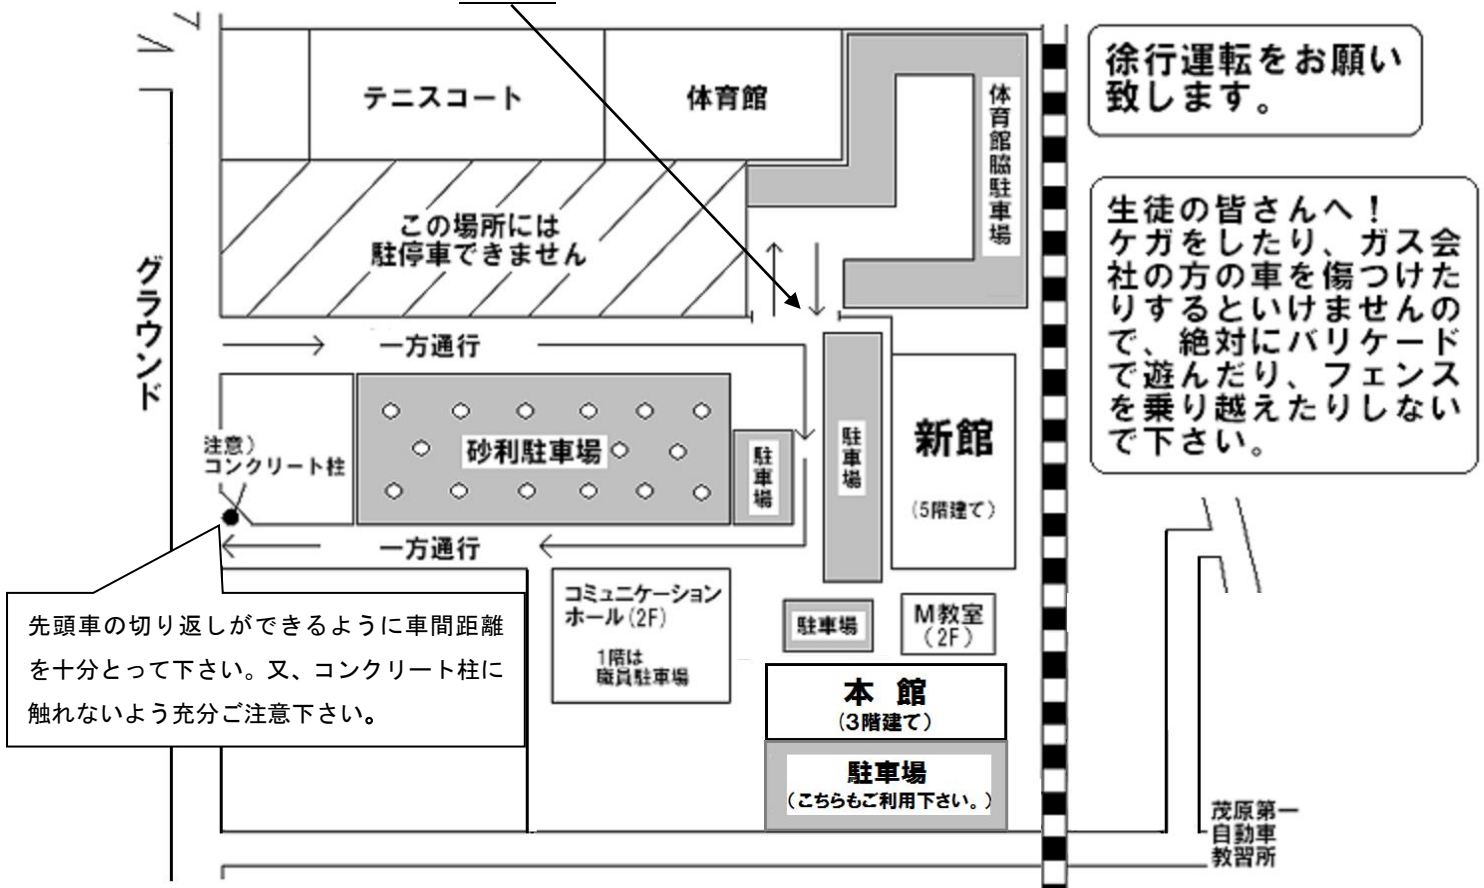 徐行運転をお願い
致します。
テニスコート
体育館
体育館脇駐車場
生徒の皆さんへ！
ケガをしたり、ガス会
社の方の車を傷つけた
りするといけませんの
で、絶対にバリケード
で遊んだり、フェンス
を乗り越えたりしない
で下さい。
この場所には
駐停車できません
グラウンド
一方通行
注意）
コンクリート柱
砂利駐車場
駐車場
駐車場
新館
（5階建て）
一方通行
先頭車の切り返しができるように車間距離
を十分とって下さい。又、コンクリート柱に
触れないよう充分ご注意下さい。
コミュニケーション
ホール（2F）
1階は
職員駐車場
駐車場
M教室
（2F）
本 館
（3階建て）
駐車場
（こちらもご利用下さい。）
茂原第一
自動車
教習所